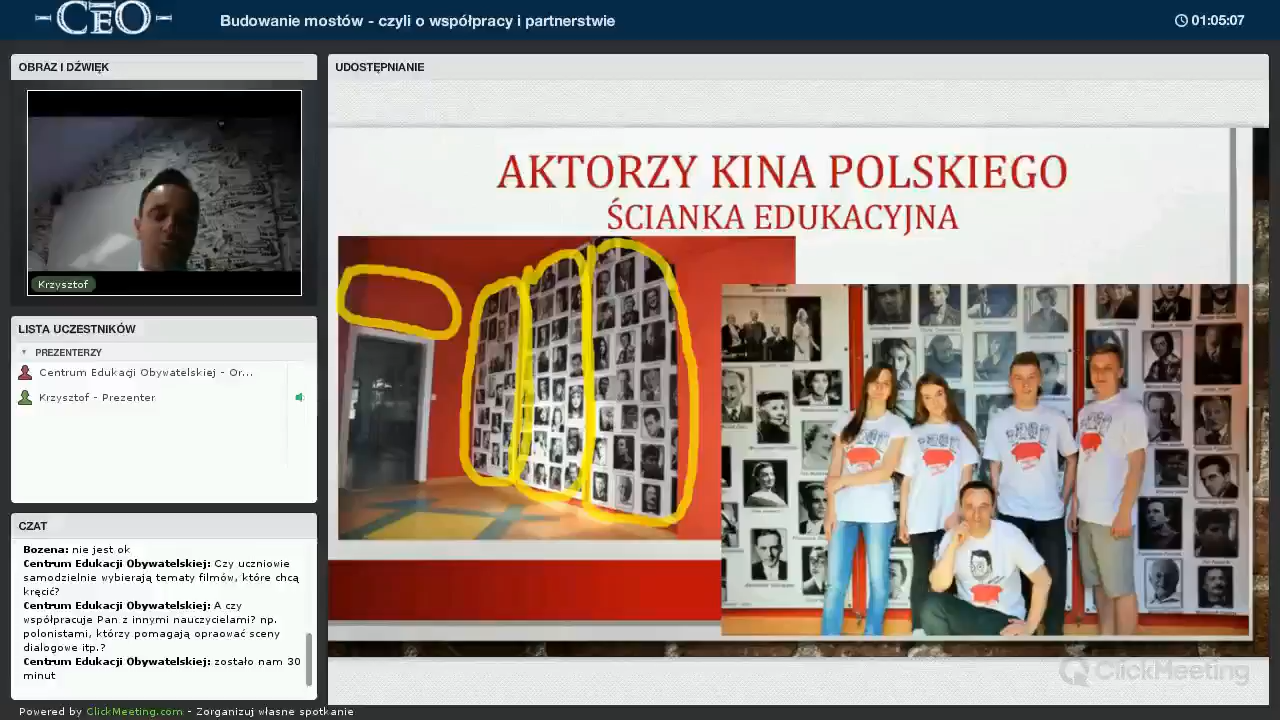 CEO
Budowanie mostów - czyli o współpracy i partnerstwie
01:05:07
OBRAZ I DŹWIĘK
Krzysztof
LISTA UCZESTNIKÓW
PREZENTERZY
Centrum Edukacji Obywatelskiej - Or...
Krzysztof - Prezenter
CZAT
Bozena: nie jest ok
Centrum Edukacji Obywatelskiej: Czy uczniowie
samodzielnie wybierają tematy filmów, które chcą
kręcić?
Centrum Edukacji Obywatelskiej: A czy
współpracuje Pan z innymi nauczycielami? np.
polonistami, którzy pomagają opraować sceny
dialogowe itp.?
Centrum Edukacji Obywatelskiej: zostało nam 30
minut
UDOSTĘPNIANIE
AKTORZY KINA POLSKIEGO
ŚCIANKA EDUKACYJNA
ClickMeeting
Powered by ClickMeeting.com - Zorganizuj własne spotkanie